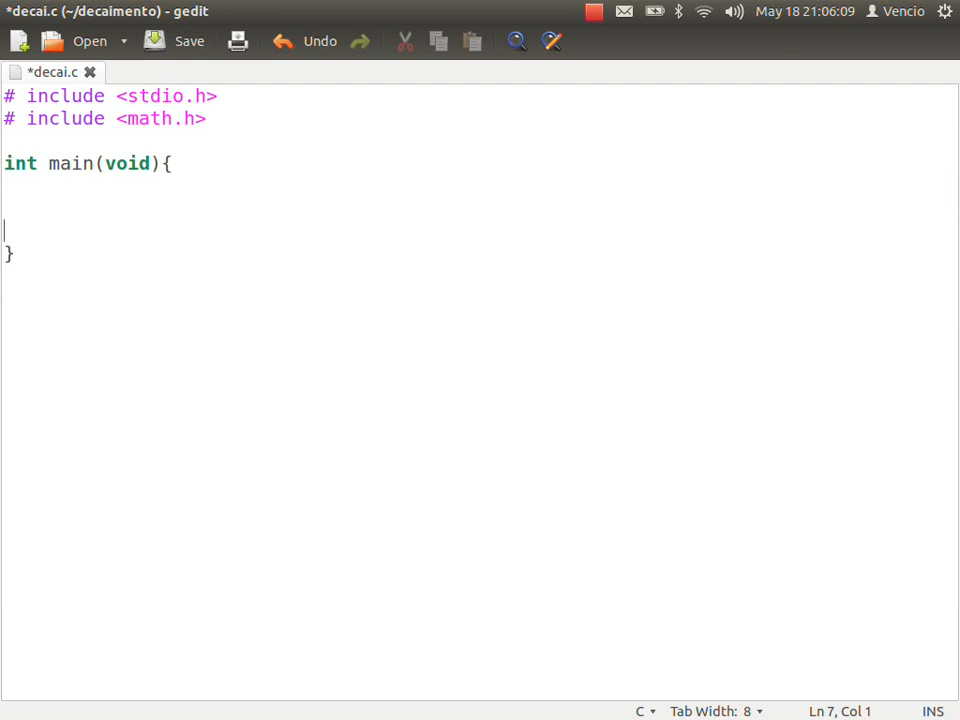 *decai.c (~/decaimento) - gedit
May 18 21:06:09 Vencio
Open Save Undo
*decai.c
# include <stdio.h>
# include <math.h>
int main(void){
}
C Tab Width: 8 Ln 7, Col 1 INS